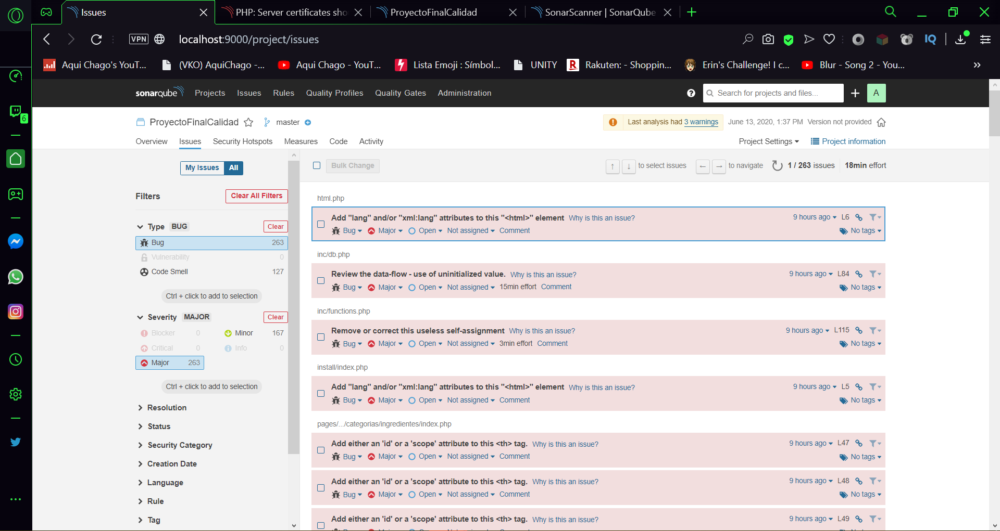 Issues
PHP: Server certificates sho
ProyectoFinalCalidad
SonarScanner | SonarQube
VPN
localhost:9000/project/issues
IQ
Aqui Chago's YouT...
(VKO) AquiChago -...
Aqui Chago - YouT...
Lista Emoji : Símbol...
UNITY
R
Rakuten: - Shoppin...
Erin's Challenge! I c...
Blur - Song 2 - You...
»
6
sonarqube
Projects
Issues
Rules
Quality Profiles
Quality Gates
Administration
?
Search for projects and files...
+
A
ProyectoFinalCalidad
master
Last analysis had 3 warnings
June 13, 2020, 1:37 PM
Version not provided
Overview
Issues
Security Hotspots
Measures
Code
Activity
Project Settings
Project information
My Issues
All
Bulk Change
↑ ↓ to select issues
← → to navigate
1 / 263 issues
18min effort
Filters
Clear All Filters
Type
BUG
Clear
Bug 263
Vulnerability 0
Code Smell 127
Ctrl + click to add to selection
Severity
MAJOR
Clear
Blocker 0
Minor 167
Critical 0
Info 0
Major 263
Ctrl + click to add to selection
Resolution
Status
Security Category
Creation Date
Language
Rule
Tag
html.php
Add "lang" and/or "xml:lang" attributes to this "<html>" element Why is this an issue?
9 hours ago L6
Bug Major Open Not assigned Comment
No tags
inc/db.php
Review the data-flow - use of uninitialized value. Why is this an issue?
9 hours ago L84
Bug Major Open Not assigned 15min effort Comment
No tags
inc/functions.php
Remove or correct this useless self-assignment Why is this an issue?
9 hours ago L115
Bug Major Open Not assigned 3min effort Comment
No tags
install/index.php
Add "lang" and/or "xml:lang" attributes to this "<html>" element Why is this an issue?
9 hours ago L5
Bug Major Open Not assigned Comment
No tags
pages/.../categorias/ingredientes/index.php
Add either an 'id' or a 'scope' attribute to this <th> tag. Why is this an issue?
9 hours ago L47
Bug Major Open Not assigned Comment
No tags
Add either an 'id' or a 'scope' attribute to this <th> tag. Why is this an issue?
9 hours ago L48
Bug Major Open Not assigned Comment
No tags
Add either an 'id' or a 'scope' attribute to this <th> tag. Why is this an issue?
9 hours ago L49